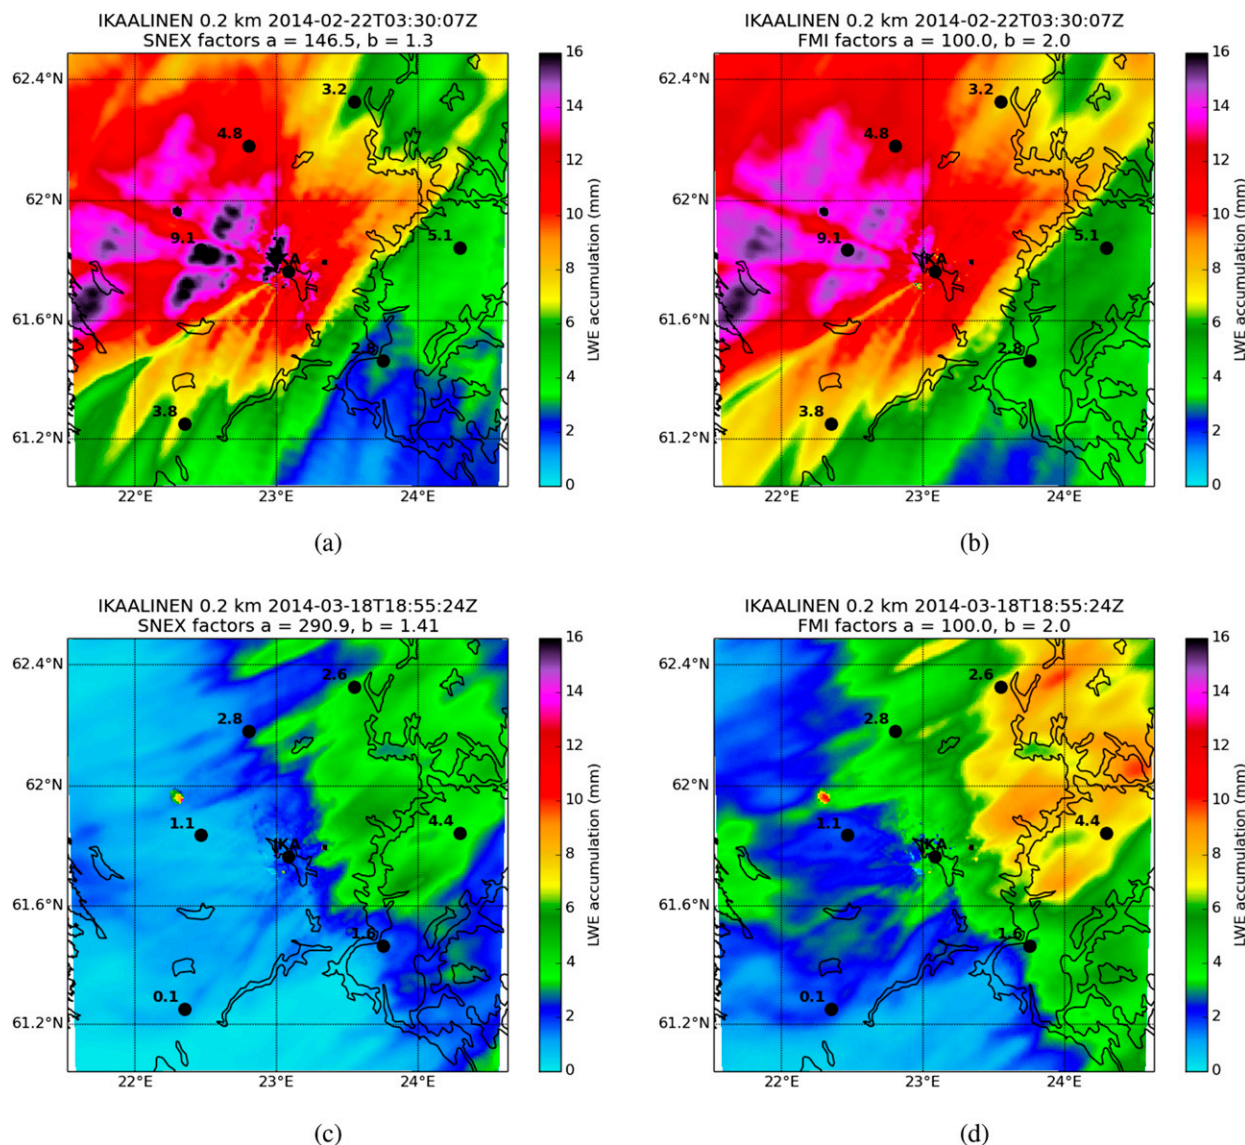 IKAALINEN 0.2 km 2014-02-22T03:30:07Z
SNEX factors a = 146.5, b = 1.3
62.4°N
62°N
61.6°N
61.2°N
22°E
23°E
24°E
3.2
4.8
9.1
5.1
IKA
2.8
3.8
16
14
12
10
8
6
4
2
0
LWE accumulation (mm)
(a)
IKAALINEN 0.2 km 2014-02-22T03:30:07Z
FMI factors a = 100.0, b = 2.0
62.4°N
62°N
61.6°N
61.2°N
22°E
23°E
24°E
3.2
4.8
9.1
5.1
IKA
2.8
3.8
16
14
12
10
8
6
4
2
0
LWE accumulation (mm)
(b)
IKAALINEN 0.2 km 2014-03-18T18:55:24Z
SNEX factors a = 290.9, b = 1.41
62.4°N
62°N
61.6°N
61.2°N
22°E
23°E
24°E
2.6
2.8
1.1
4.4
IKA
1.6
0.1
16
14
12
10
8
6
4
2
0
LWE accumulation (mm)
(c)
IKAALINEN 0.2 km 2014-03-18T18:55:24Z
FMI factors a = 100.0, b = 2.0
62.4°N
62°N
61.6°N
61.2°N
22°E
23°E
24°E
2.6
2.8
1.1
4.4
IKA
1.6
0.1
16
14
12
10
8
6
4
2
0
LWE accumulation (mm)
(d)